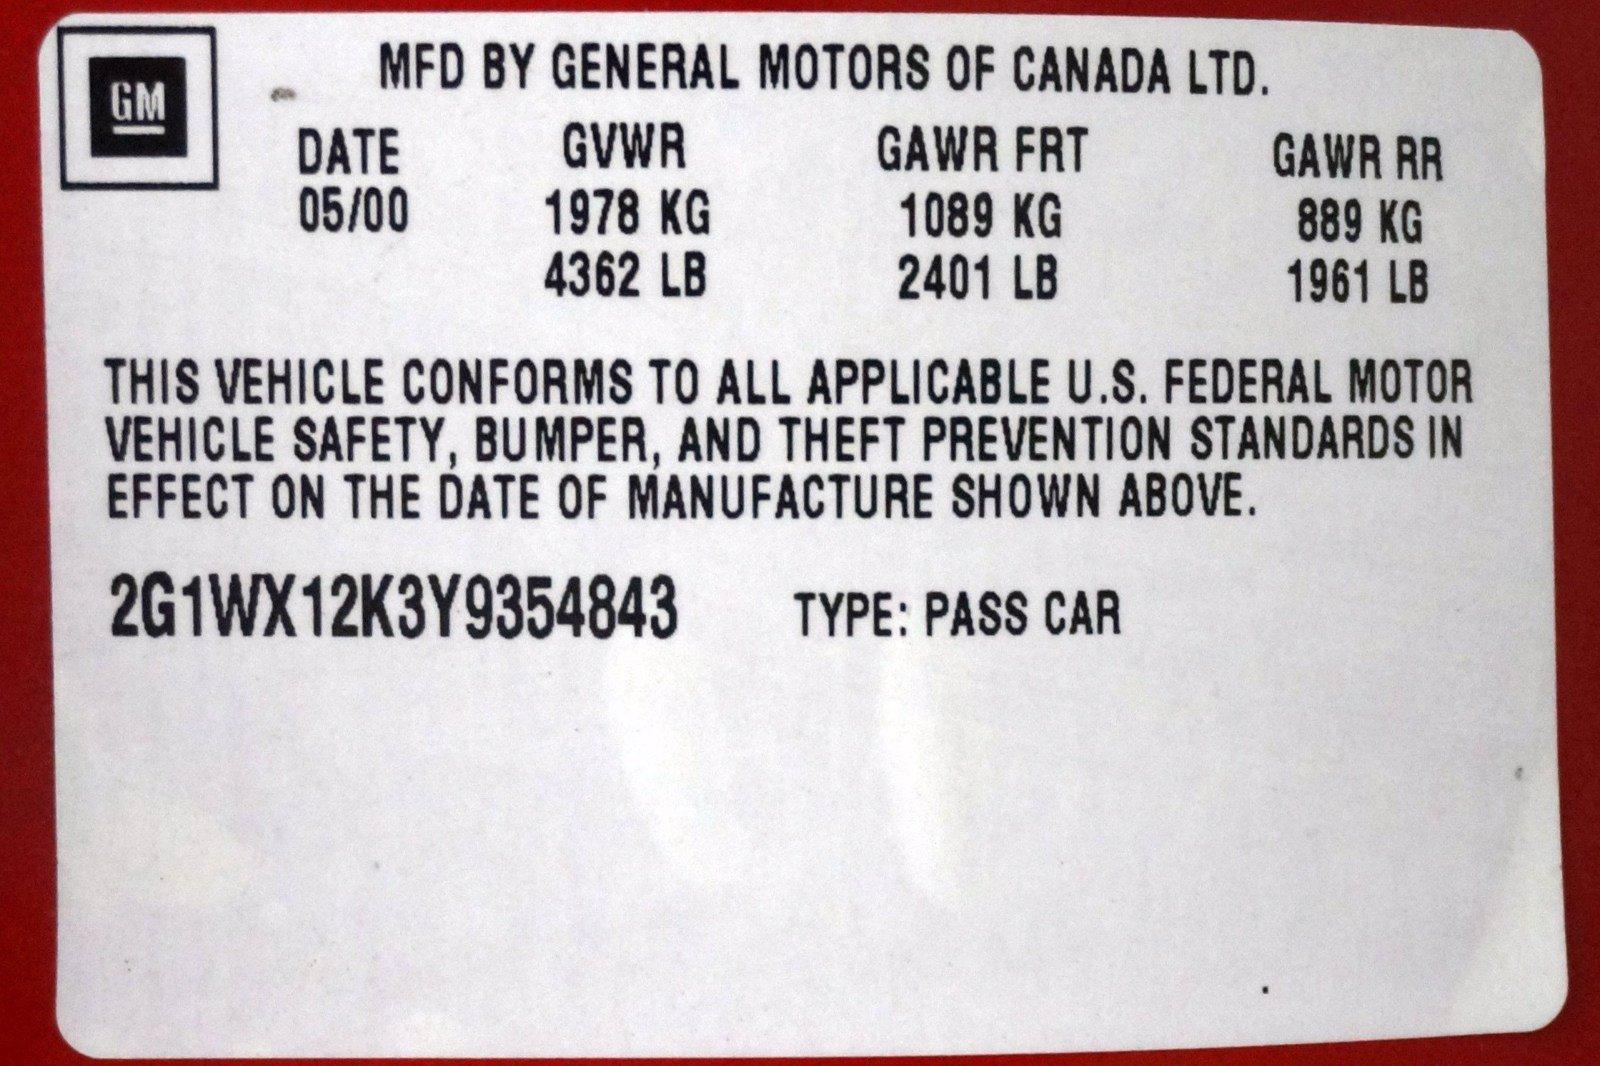 GM
MFD BY GENERAL MOTORS OF CANADA LTD.
DATE GVWR GAWR FRT GAWR RR
05/00 1978 KG 1089 KG 889 KG
4362 LB 2401 LB 1961 LB
THIS VEHICLE CONFORMS TO ALL APPLICABLE U.S. FEDERAL MOTOR
VEHICLE SAFETY, BUMPER, AND THEFT PREVENTION STANDARDS IN
EFFECT ON THE DATE OF MANUFACTURE SHOWN ABOVE.
2G1WX12K3Y9354843 TYPE: PASS CAR